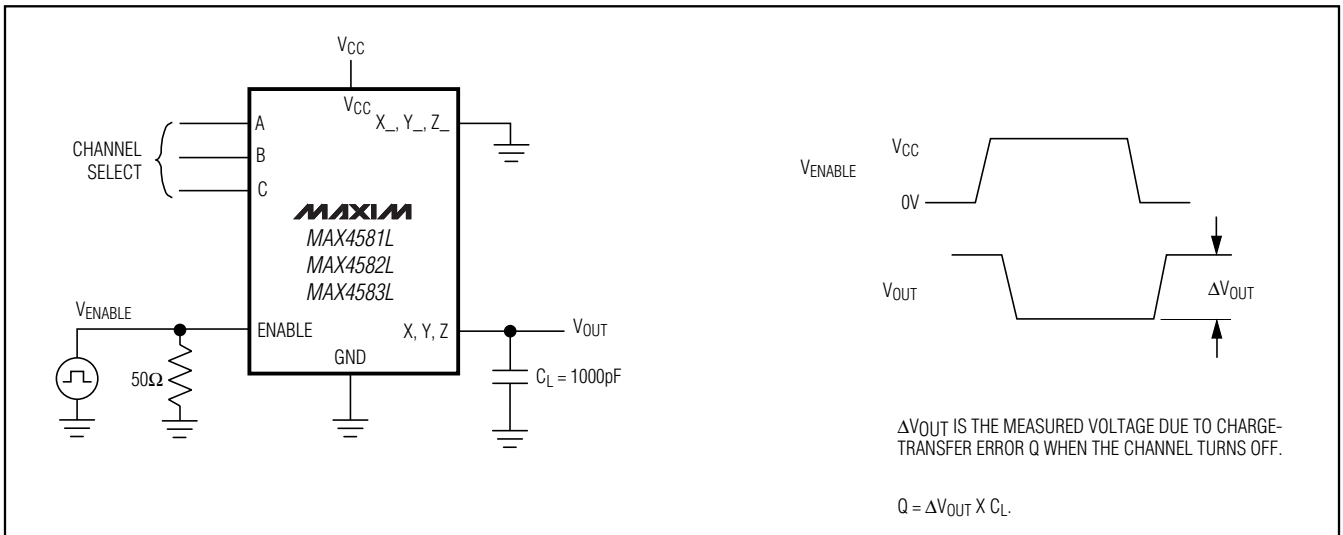 VCC
VCC
X_, Y_, Z_
A
CHANNEL
SELECT
B
C
MAXIM
MAX4581L
MAX4582L
MAX4583L
VENABLE
ENABLE
X, Y, Z
VOUT
GND
50Ω
CL = 1000pF
VENABLE
VCC
0V
VOUT
ΔVOUT
ΔVOUT IS THE MEASURED VOLTAGE DUE TO CHARGE-
TRANSFER ERROR Q WHEN THE CHANNEL TURNS OFF.
Q = ΔVOUT X CL.